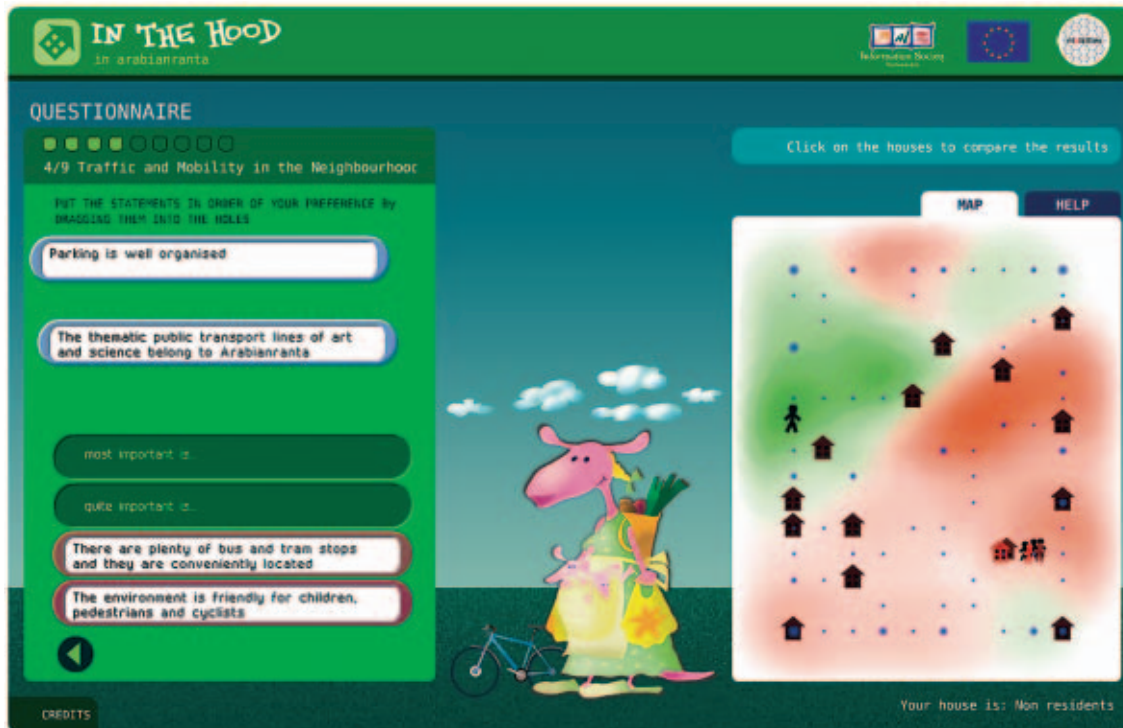 IN THE HOOD
in arabianranta
Information Society
QUESTIONNAIRE
4/9 Traffic and Mobility in the Neighbourhood
PUT THE STATEMENTS IN ORDER OF YOUR PREFERENCE By
DRAGGING THEM INTO THE HOLES
Parking is well organised
The thematic public transport lines of art
and science belong to Arabianranta
most important is..
quite important is..
There are plenty of bus and tram stops
and they are conveniently located
The environment is friendly for children,
pedestrians and cyclists
CREDITS
Click on the houses to compare the results
MAP
HELP
Your house is: Non residents